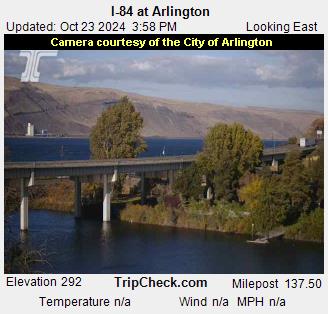 I-84 at Arlington
Updated: Oct 23 2024 3:58 PM Looking East
Camera courtesy of the City of Arlington
Elevation 292 TripCheck.com Milepost 137.50
Temperature n/a Wind n/a MPH n/a